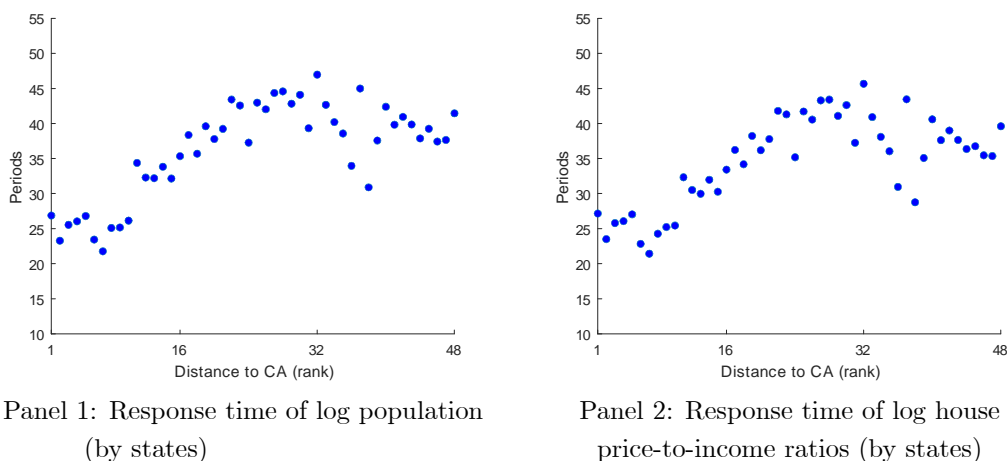 55
50
45
40
35
30
25
20
15
10
Periods
1 16 32 48
Distance to CA (rank)
Panel 1: Response time of log population
(by states)
55
50
45
40
35
30
25
20
15
10
Periods
1 16 32 48
Distance to CA (rank)
Panel 2: Response time of log house
price-to-income ratios (by states)